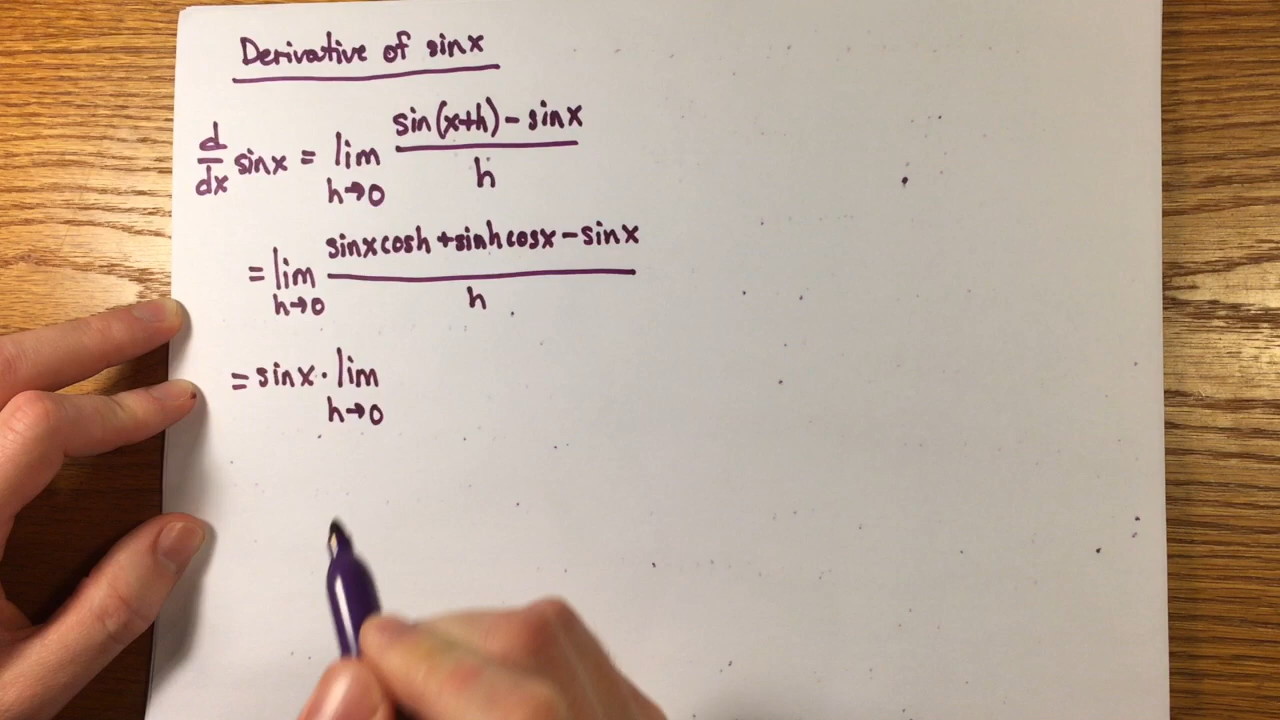 Derivative of sinx
d/dx sinx = lim h→0 (sin(x+h) - sinx)/h
= lim h→0 (sinxcosh + sinhcosx - sinx)/h
= sinx · lim h→0